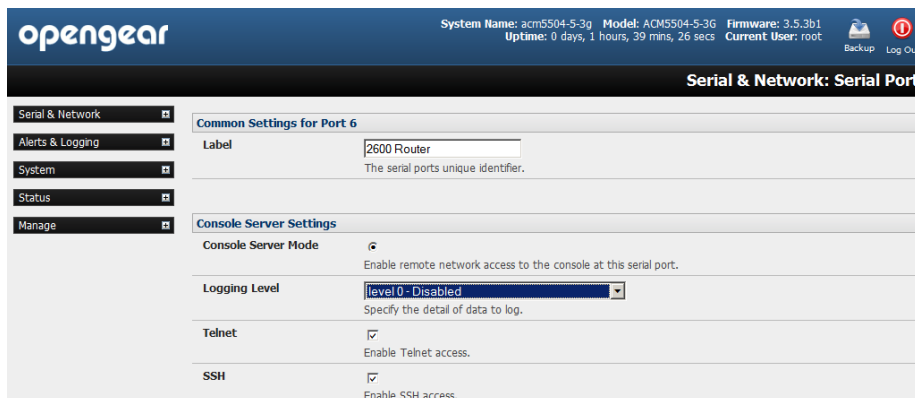 opengear
System Name: acm5504-5-3g Model: ACM5504-5-3G Firmware: 3.5.3b1
Uptime: 0 days, 1 hours, 39 mins, 26 secs Current User: root
Backup
Log Ou
Serial & Network: Serial Port
Serial & Network
Alerts & Logging
System
Status
Manage
Common Settings for Port 6
Label
2600 Router
The serial ports unique identifier.
Console Server Settings
Console Server Mode
Enable remote network access to the console at this serial port.
Logging Level
level 0 - Disabled
Specify the detail of data to log.
Telnet
Enable Telnet access.
SSH
Enable SSH access.